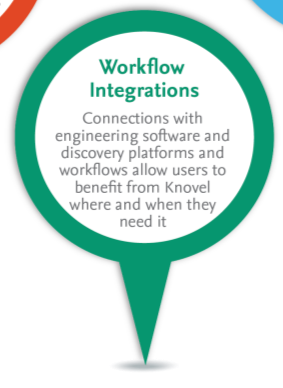 Workflow
Integrations
Connections with
engineering software and
discovery platforms and
workflows allow users to
benefit from Knovel
where and when they
need it